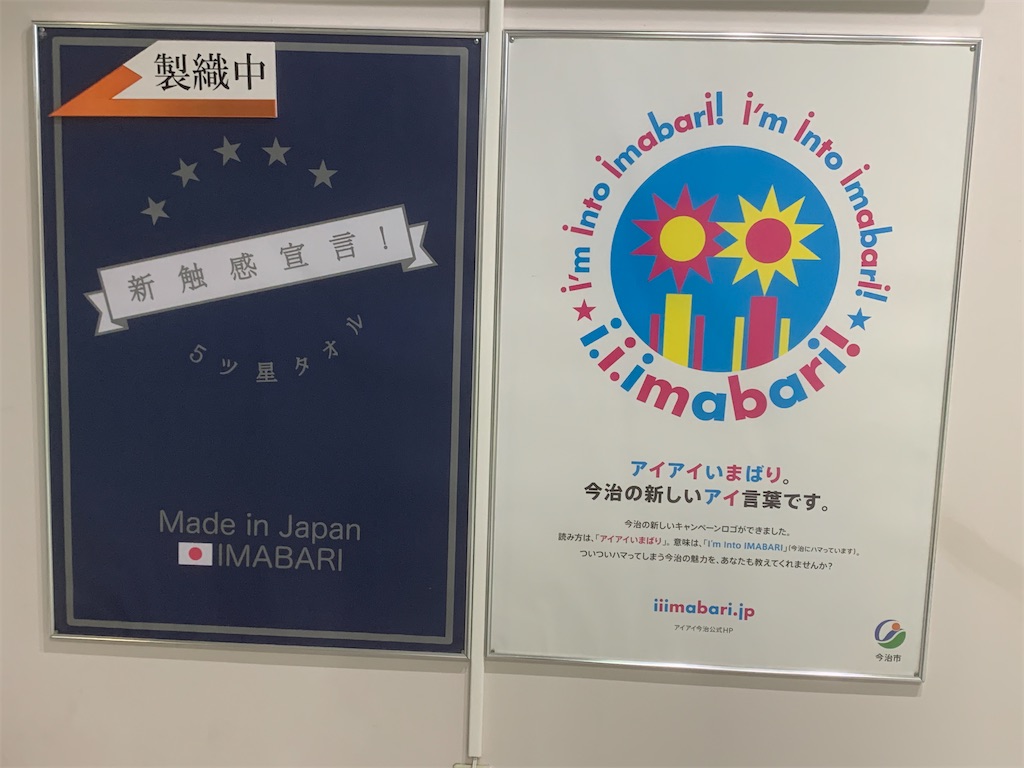 製織中
新触感宣言!
5ツ星タオル
Made in Japan
IMABARI
i'm into imabari! i'm into imabari!
i.i.imabari!
アイアイいまばり。
今治の新しいアイ言葉です。
今治の新しいキャンペーンロゴができました。
読み方は、「アイアイいまばり」。意味は、「I'm Into IMABARI」(今治にハマっています)。
ついついハマってしまう今治の魅力を、あなたも教えてくれませんか?
iiimabari.jp
アイアイ今治公式HP
今治市